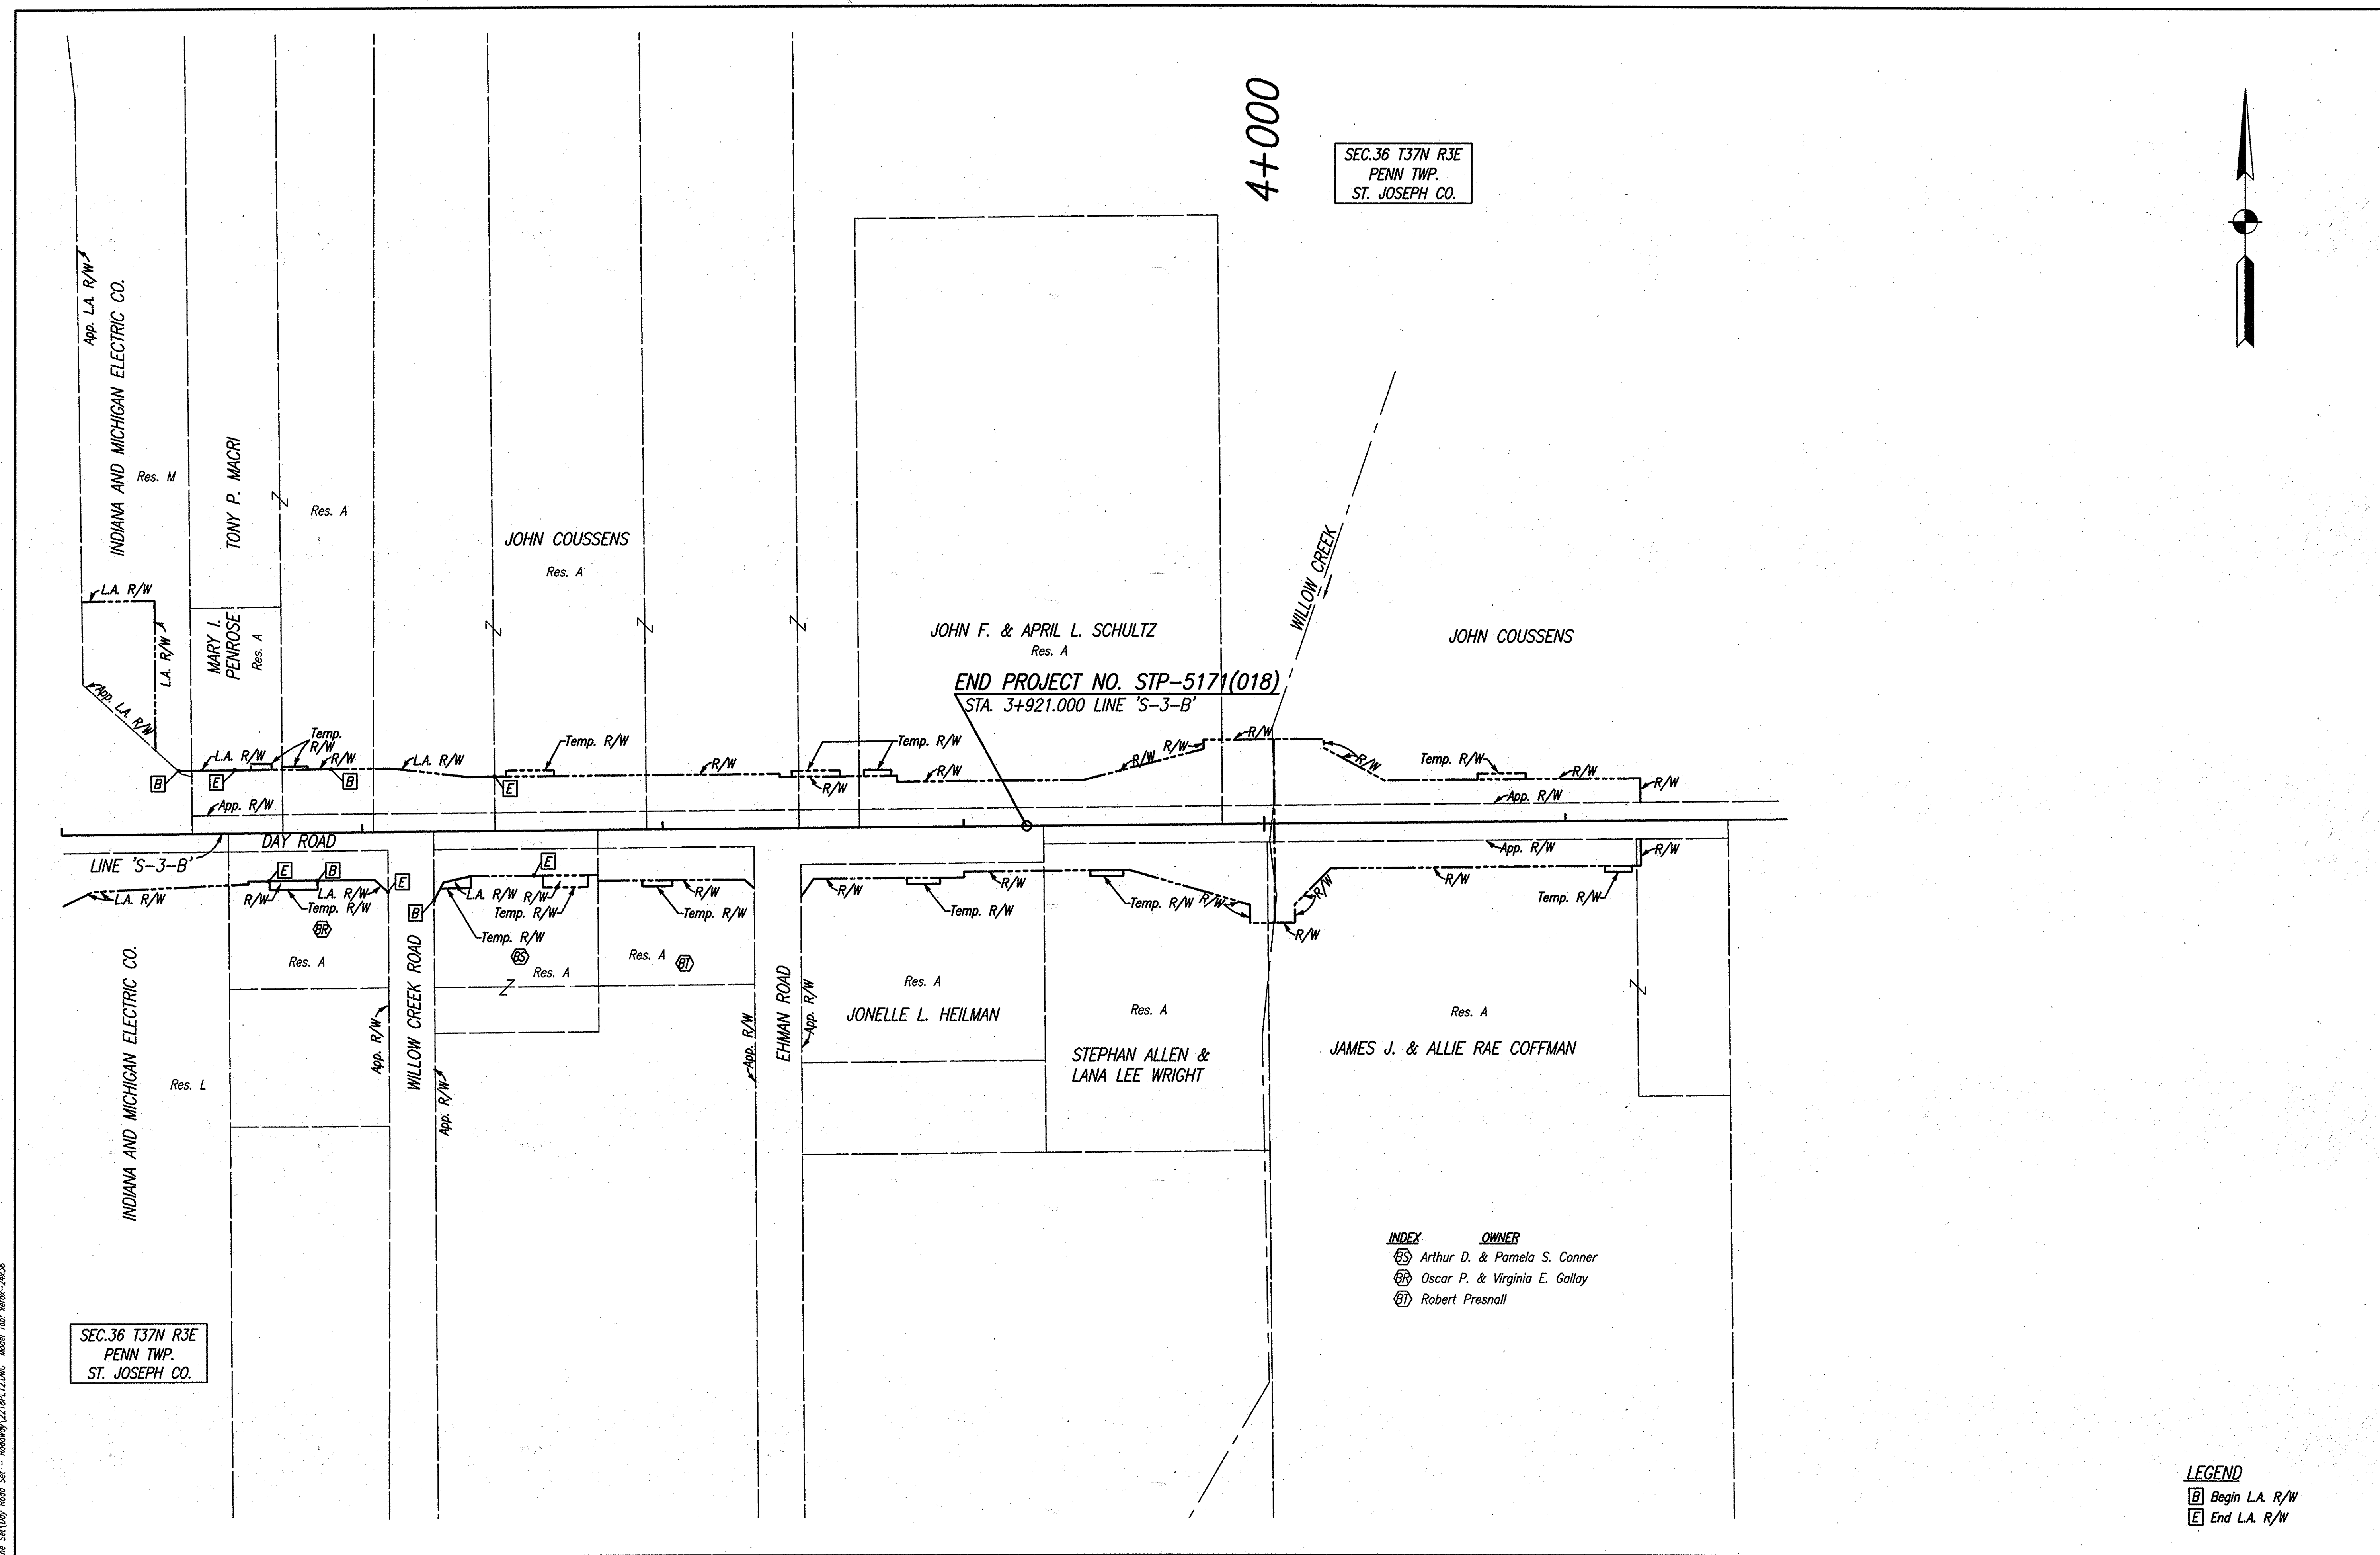 4+000
SEC.36 T37N R3E
PENN TWP.
ST. JOSEPH CO.
App. L.A. R/W
INDIANA AND MICHIGAN ELECTRIC CO.
Res. M
TONY P. MACRI
Res. A
JOHN COUSSENS
Res. A
L.A. R/W
L.A. R/W
App. L.A. R/W
MARY I.
PENROSE
Res. A
WILLOW CREEK
JOHN F. & APRIL L. SCHULTZ
Res. A
JOHN COUSSENS
END PROJECT NO. STP-5171(018)
STA. 3+921.000 LINE 'S-3-B'
L.A. R/W
Temp.
R/W
R/W
L.A. R/W
Temp. R/W
R/W
Temp. R/W
R/W
R/W
R/W
R/W
R/W
R/W
Temp. R/W
R/W
R/W
B
E
B
E
App. R/W
App. R/W
DAY ROAD
LINE 'S-3-B'
App. R/W
R/W
L.A. R/W
E
B
E
R/W
L.A. R/W
Temp. R/W
BR
B
E
L.A. R/W
R/W
Temp. R/W
Temp. R/W
BS
R/W
Temp. R/W
R/W
Temp. R/W
R/W
Temp. R/W
R/W
R/W
R/W
R/W
Temp. R/W
Res. A
Res. A
Res. A
BT
INDIANA AND MICHIGAN ELECTRIC CO.
Res. L
App. R/W
WILLOW CREEK ROAD
App. R/W
App. R/W
EHMAN ROAD
App. R/W
Res. A
JONELLE L. HEILMAN
Res. A
STEPHAN ALLEN &
LANA LEE WRIGHT
Res. A
JAMES J. & ALLIE RAE COFFMAN
INDEX OWNER
BS Arthur D. & Pamela S. Conner
BR Oscar P. & Virginia E. Gallay
BT Robert Presnall
SEC.36 T37N R3E
PENN TWP.
ST. JOSEPH CO.
LEGEND
B Begin L.A. R/W
E End L.A. R/W